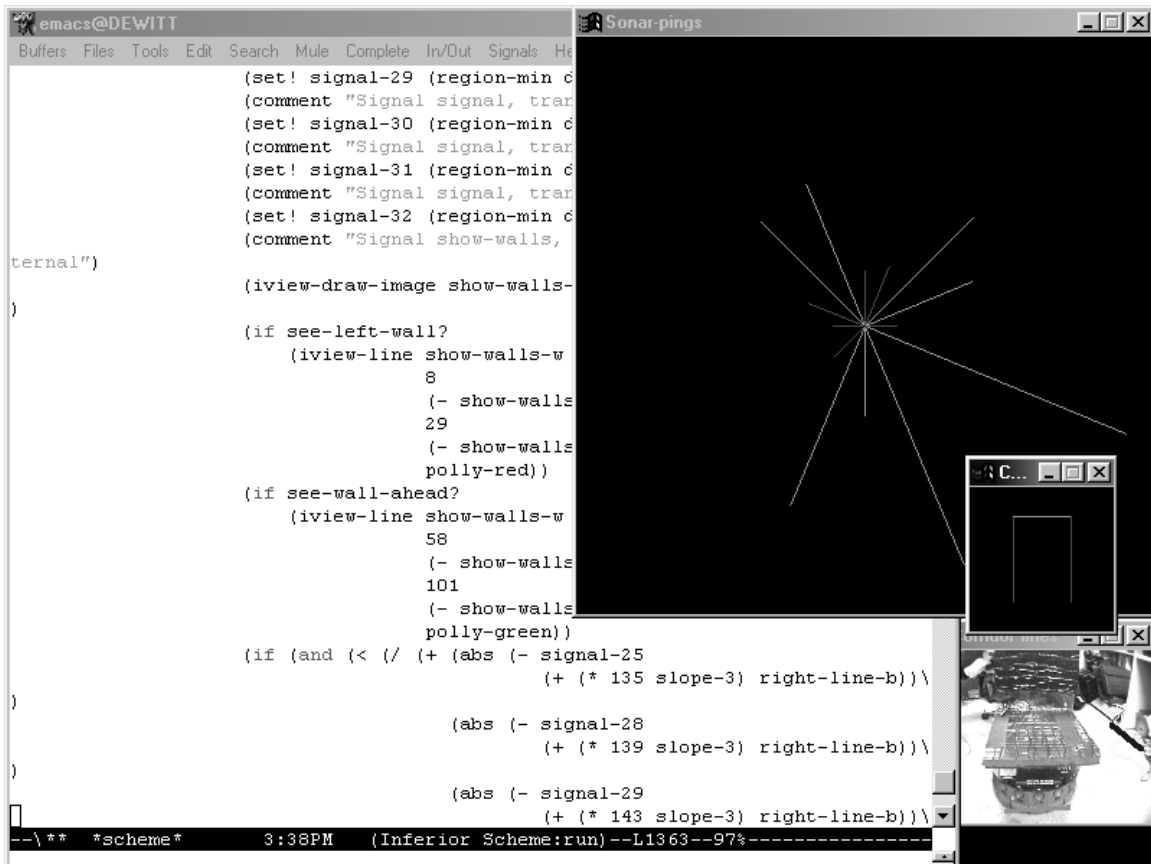 emacs@DEWITT
Buffers Files Tools Edit Search Mule Complete In/Out Signals He
(set! signal-29 (region-min d
(comment "Signal signal, tran
(set! signal-30 (region-min d
(comment "Signal signal, tran
(set! signal-31 (region-min d
(comment "Signal signal, tran
(set! signal-32 (region-min d
(comment "Signal show-walls,
ternal")
(iview-draw-image show-walls-
)
(if see-left-wall?
(iview-line show-walls-w
8
(- show-walls
29
(- show-walls
polly-red))
(if see-wall-ahead?
(iview-line show-walls-w
58
(- show-walls
101
(- show-walls
polly-green))
(if (and (< (/ (+ (abs (- signal-25
(+ (* 135 slope-3) right-line-b))\
)
(abs (- signal-28
(+ (* 139 slope-3) right-line-b))\
)
(abs (- signal-29
(+ (* 143 slope-3) right-line-b))\
--\** *scheme* 3:38PM (Inferior Scheme:run)--L1363--97%----------------
Sonar-pings
C...
lines